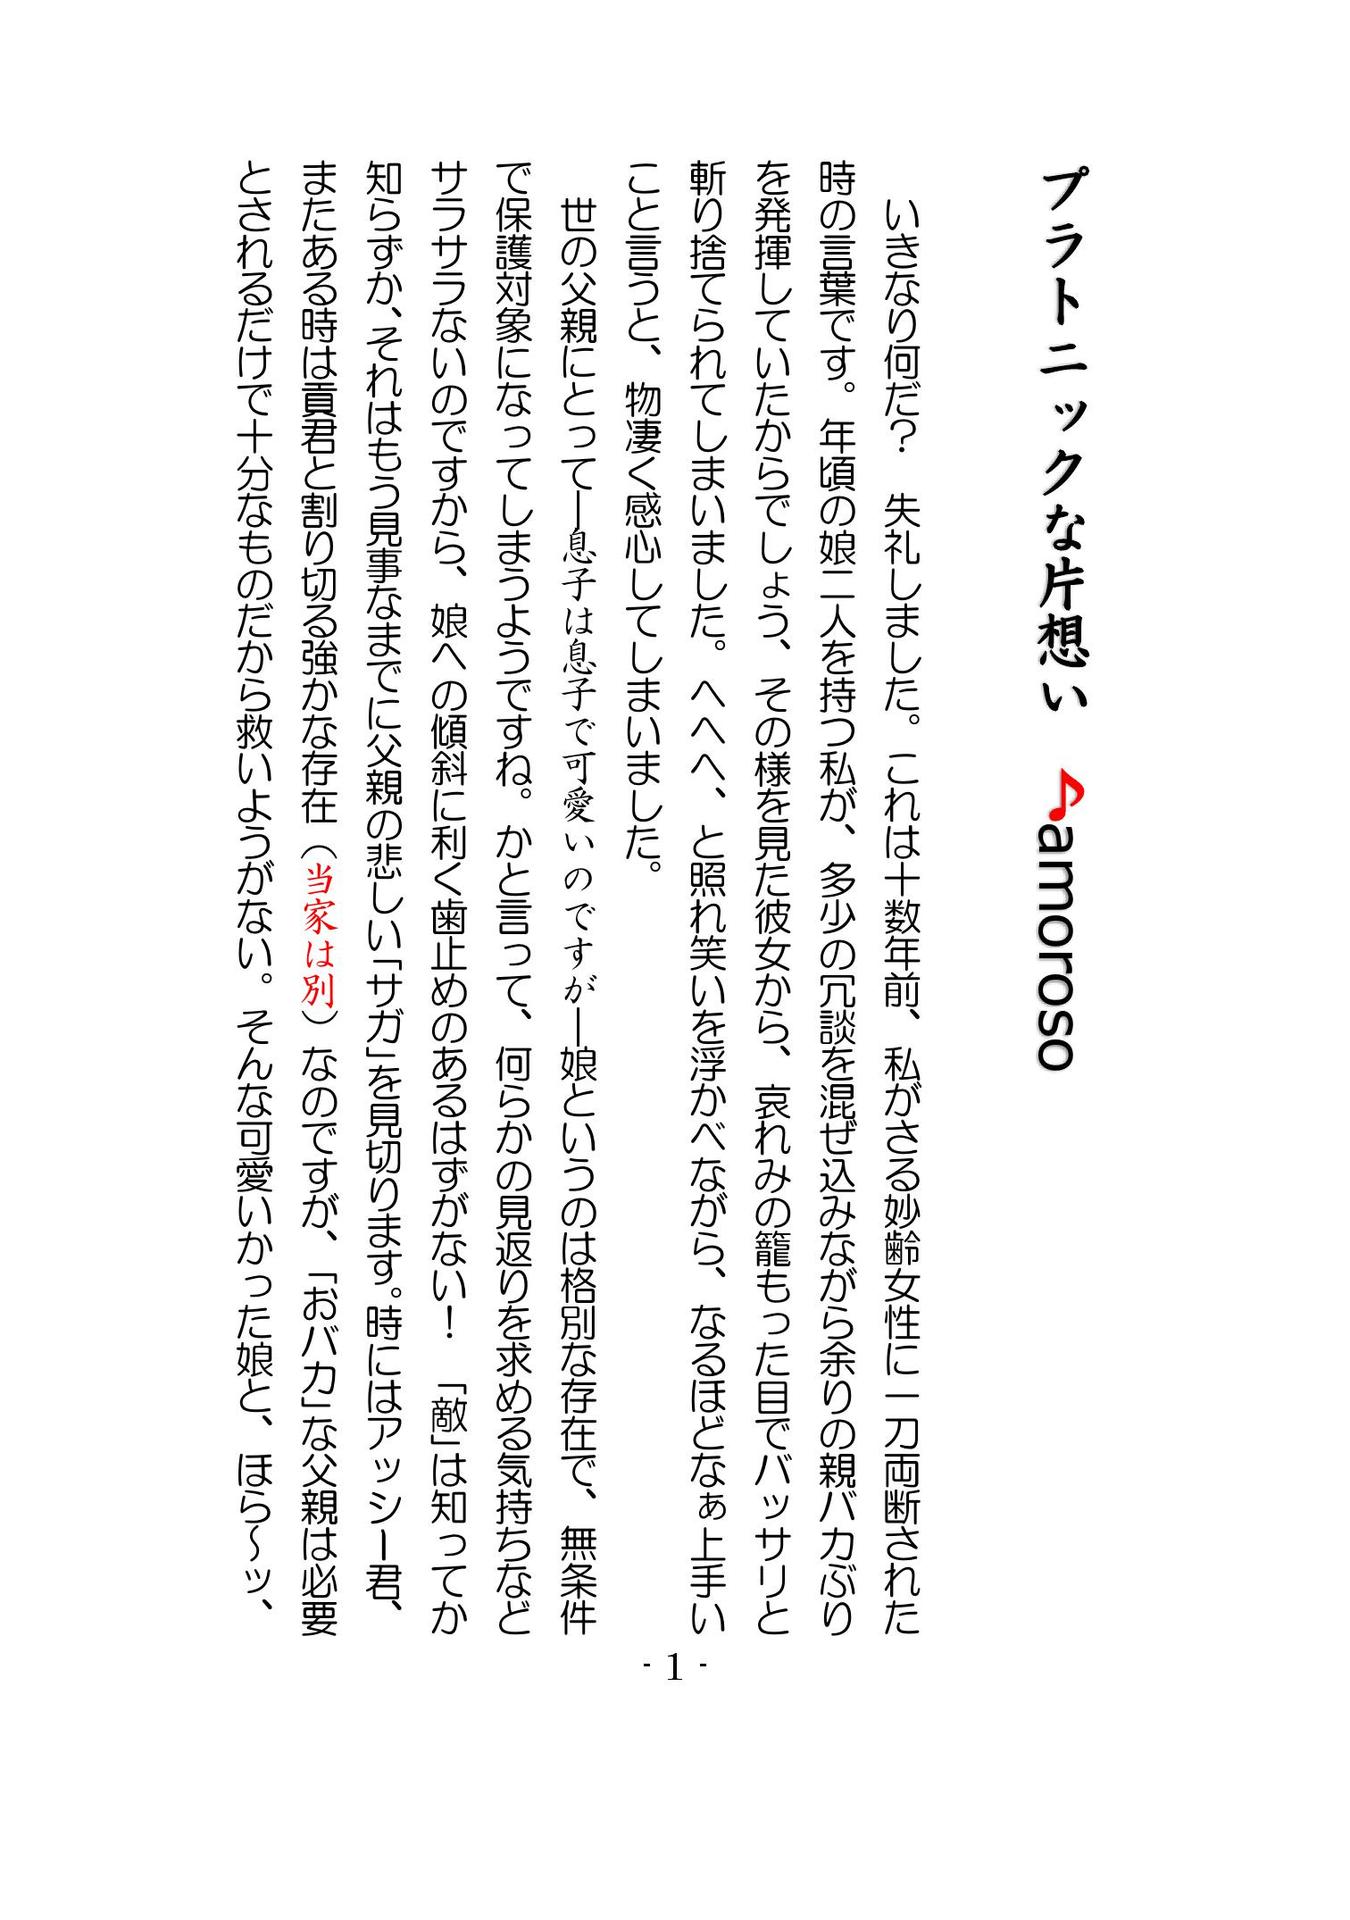 プラトニックな片想い　♪amoroso
　いきなり何だ？　失礼しました。これは十数年前、私がさる妙齢女性に一刀両断された
時の言葉です。年頃の娘二人を持つ私が、多少の冗談を混ぜ込みながら余りの親バカぶり
を発揮していたからでしょう、その様を見た彼女から、哀れみの籠もった目でバッサリと
斬り捨てられてしまいました。へへへ、と照れ笑いを浮かべながら、なるほどなぁ上手い
こと言うと、物凄く感心してしまいました。
　世の父親にとって―息子は息子で可愛いのですが―娘というのは格別な存在で、無条件
で保護対象になってしまうようですね。かと言って、何らかの見返りを求める気持ちなど
サラサラないのですから、娘への傾斜に利く歯止めのあるはずがない！　「敵」は知ってか
知らずか、それはもう見事なまでに父親の悲しい「サガ」を見切ります。時にはアッシー君、
またある時は貢君と割り切る強かな存在（当家は別）なのですが、「おバカ」な父親は必要
とされるだけで十分なものだから救いようがない。そんな可愛いかった娘と、ほら～ッ、
- 1 -